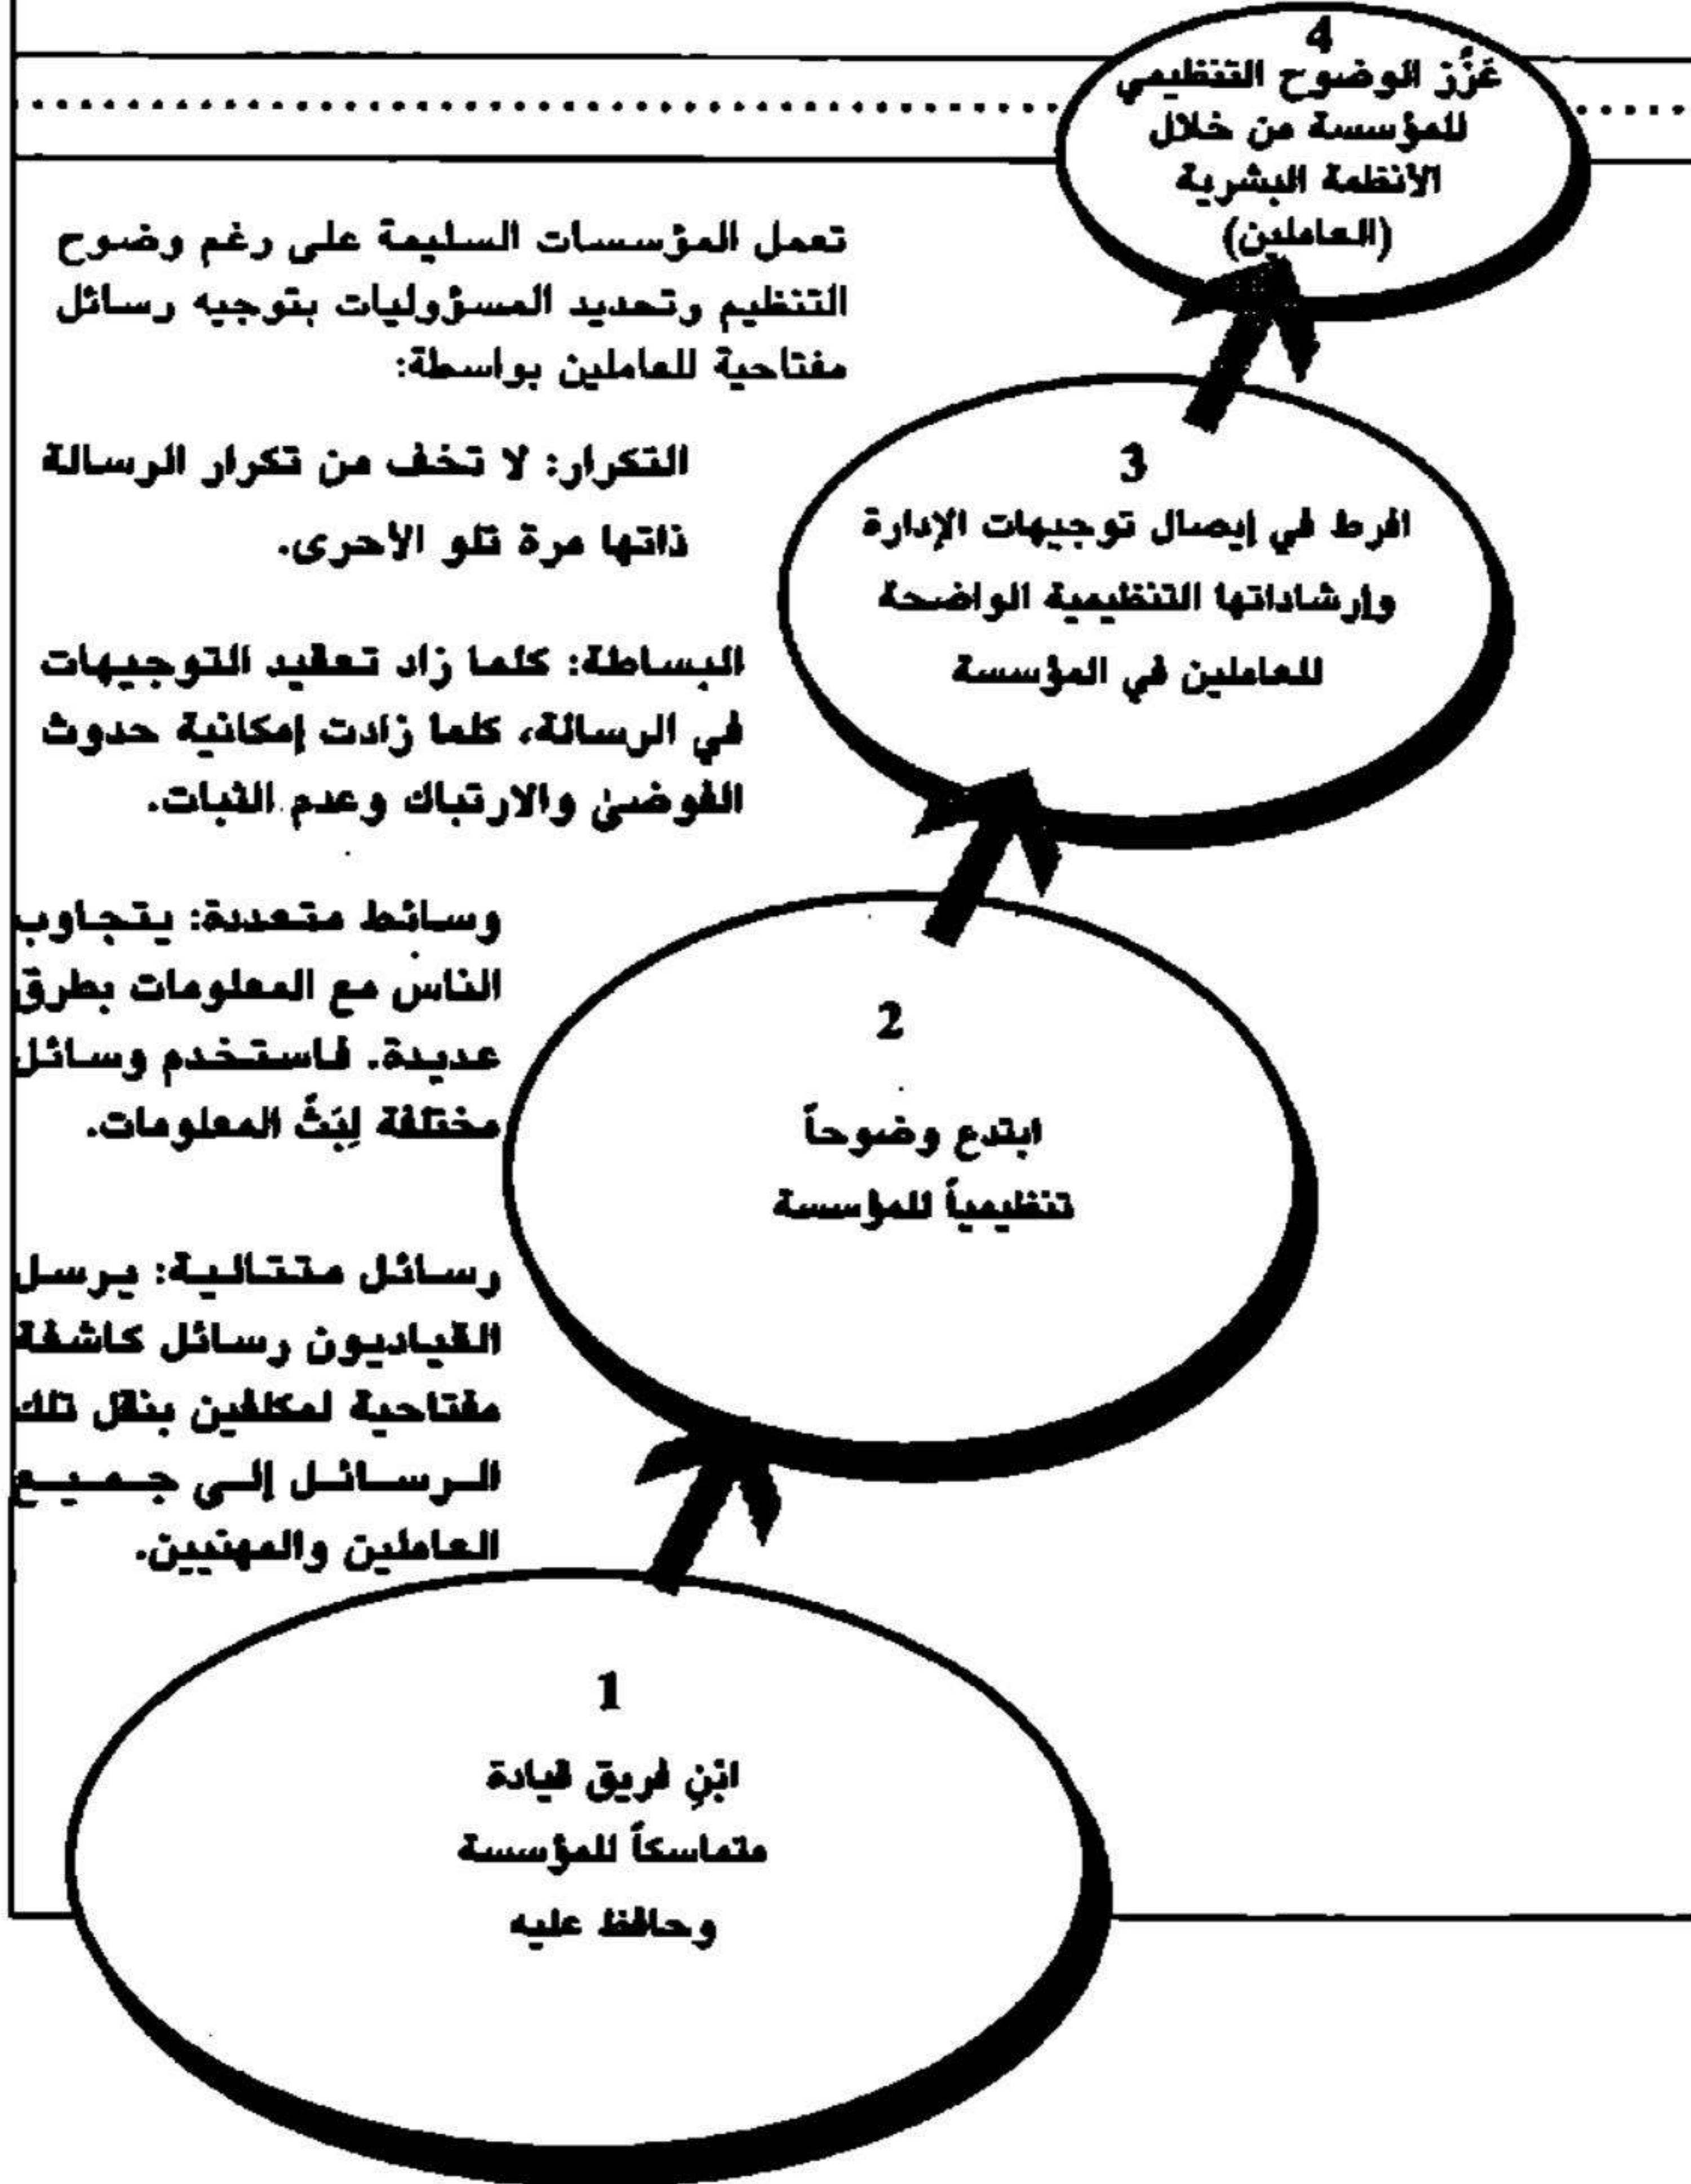 4
عَزِّز الوضوح التنظيمي
للمؤسسة من خلال
الأنظمة البشرية
(العاملين)
تعمل المؤسسات السليمة على رغم وضوح
التنظيم وتحديد المسؤوليات بتوجيه رسائل
مفتاحية للعاملين بواسطة:
التكرار: لا تخف من تكرار الرسالة
ذاتها مرة تلو الأحرى.
3
افرط في إيصال توجيهات الإدارة
وإرشاداتها التنظيمية الواضحة
للعاملين في المؤسسة
البساطة: كلما زاد تعقيد التوجيهات
في الرسالة، كلما زادت إمكانية حدوث
الفوضىٰ والارتباك وعدم الثبات.
وسائط متعددة: يتجاوب
الناس مع المعلومات بطرق
عديدة. فاستخدم وسائل
مختلفة لِبَثِّ المعلومات.
2
ابتدع وضوحاً
تنظيمياً للمؤسسة
رسائل متتالية: يرسل
القياديون رسائل كاشفة
مفتاحية لمكلفين بنقل تلك
الرسائل إلى جميع
العاملين والمهنيين.
1
ابْنِ فريق قيادة
متماسكاً للمؤسسة
وحافظ عليه